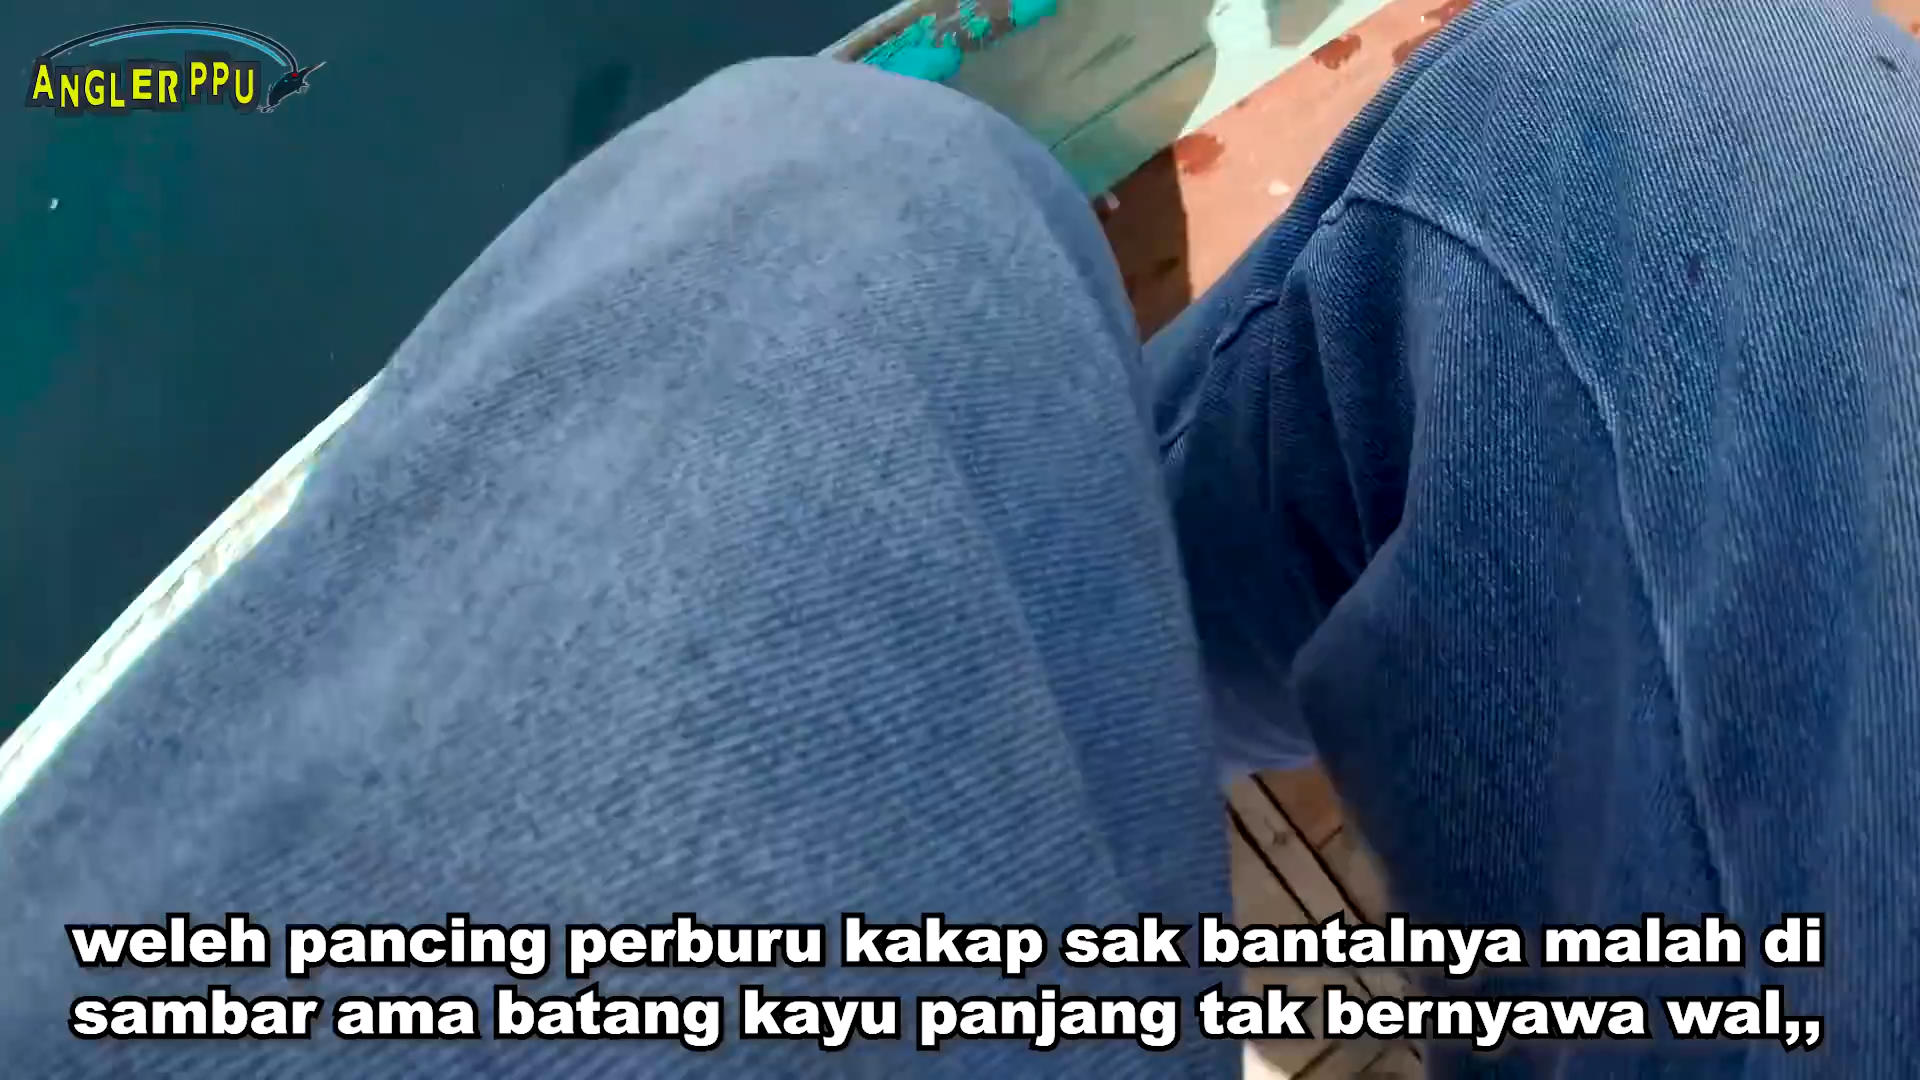 ANGLER PPU
weleh pancing perburu kakap sak bantalnya malah di
sambar ama batang kayu panjang tak bernyawa wal,,